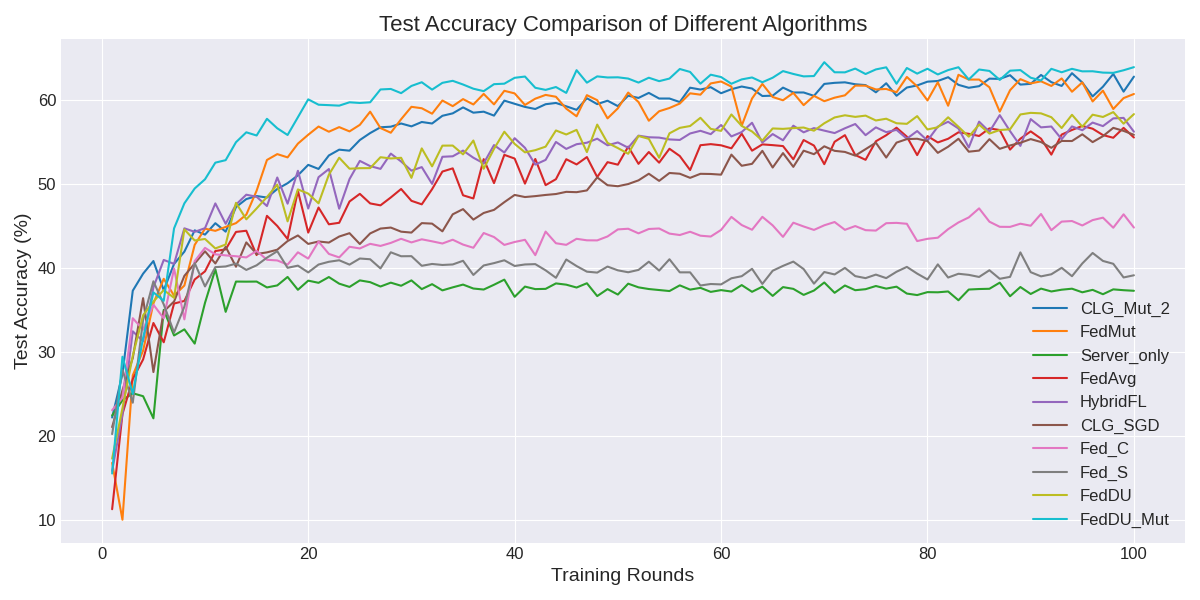 Test Accuracy Comparison of Different Algorithms
Test Accuracy (%)
60
50
40
30
20
10
0
20
40
60
80
100
Training Rounds
CLG_Mut_2
FedMut
Server_only
FedAvg
HybridFL
CLG_SGD
Fed_C
Fed_S
FedDU
FedDU_Mut